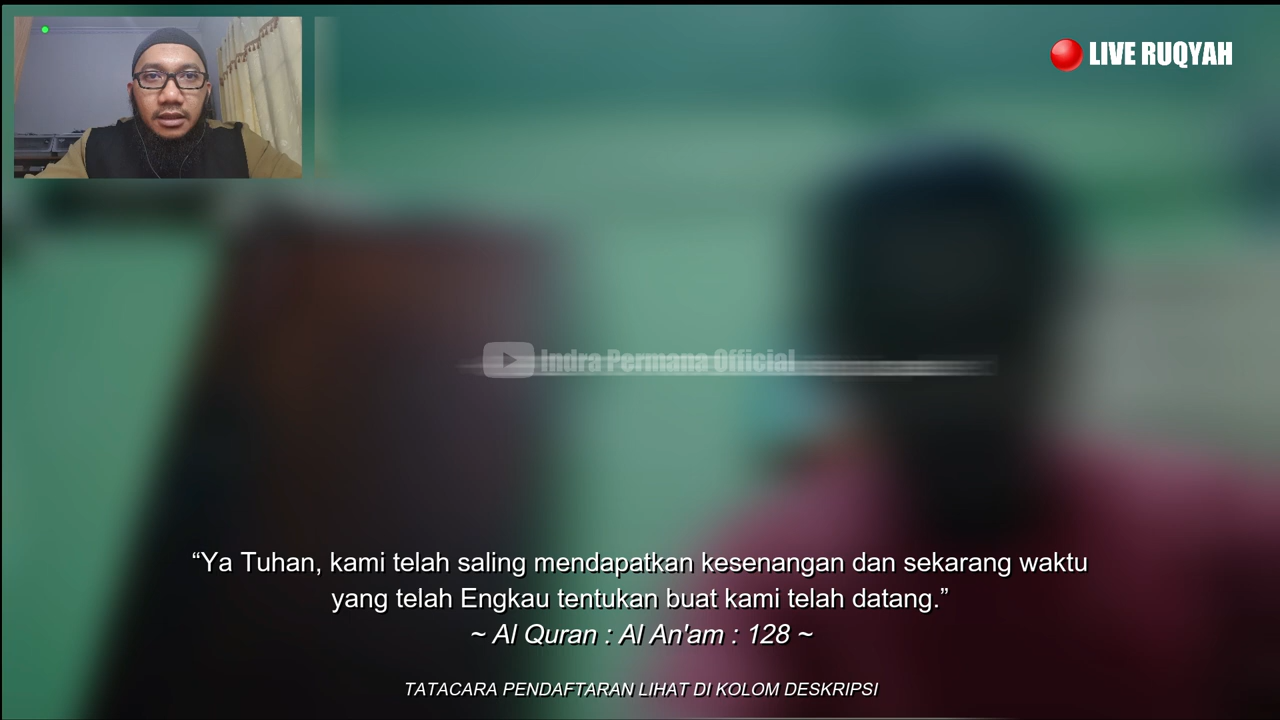 LIVE RUQYAH
Indra Permana Official
“Ya Tuhan, kami telah saling mendapatkan kesenangan dan sekarang waktu
yang telah Engkau tentukan buat kami telah datang.”
~ Al Quran : Al An'am : 128 ~
TATACARA PENDAFTARAN LIHAT DI KOLOM DESKRIPSI